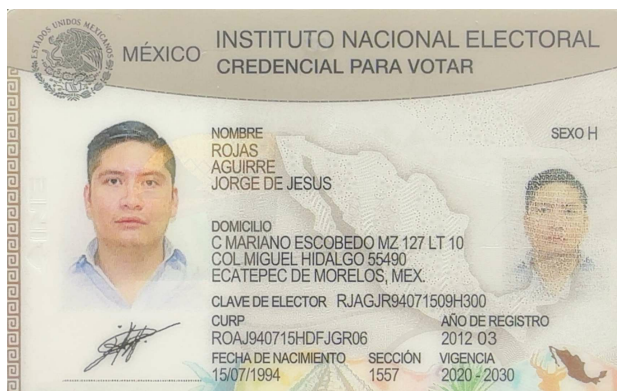 ESTADOS UNIDOS MEXICANOS
MÉXICO INSTITUTO NACIONAL ELECTORAL
CREDENCIAL PARA VOTAR
NOMBRE SEXO H
ROJAS
AGUIRRE
JORGE DE JESUS
DOMICILIO
C MARIANO ESCOBEDO MZ 127 LT 10
COL MIGUEL HIDALGO 55490
ECATEPEC DE MORELOS, MEX.
CLAVE DE ELECTOR RJAGJR94071509H300
CURP AÑO DE REGISTRO
ROAJ940715HDFJGR06 2012 03
FECHA DE NACIMIENTO SECCIÓN VIGENCIA
15/07/1994 1557 2020 - 2030